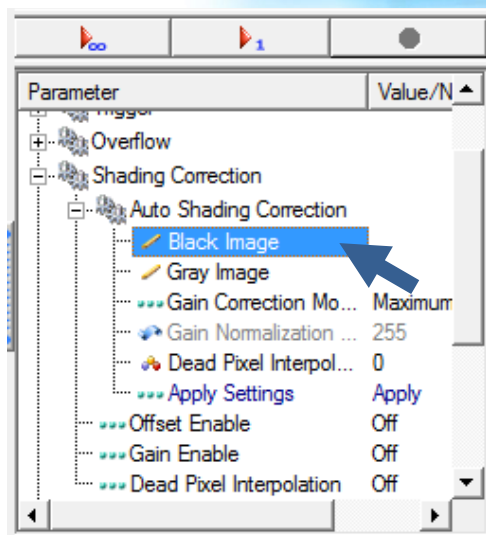 ∞ 1
Parameter Value/N
Trigger
Overflow
Shading Correction
Auto Shading Correction
Black Image
Gray Image
Gain Correction Mo... Maximum
Gain Normalization ... 255
Dead Pixel Interpol... 0
Apply Settings Apply
Offset Enable Off
Gain Enable Off
Dead Pixel Interpolation Off